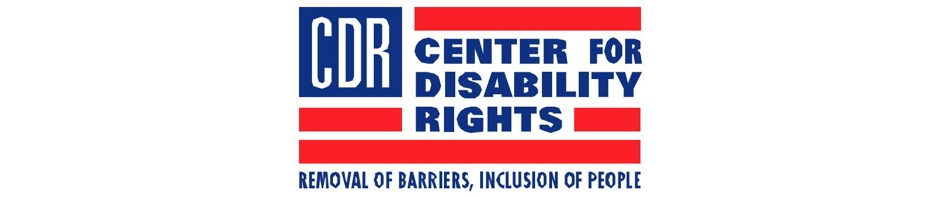 CDR
CENTER FOR
DISABILITY
RIGHTS
REMOVAL OF BARRIERS, INCLUSION OF PEOPLE